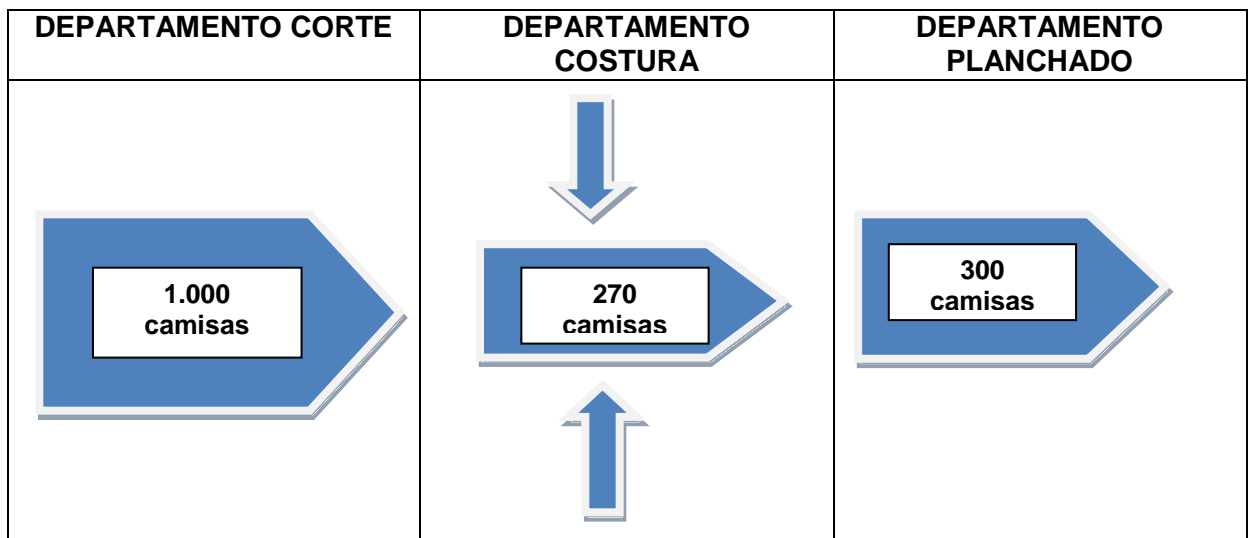 DEPARTAMENTO CORTE
DEPARTAMENTO
COSTURA
DEPARTAMENTO
PLANCHADO
1.000
camisas
270
camisas
300
camisas